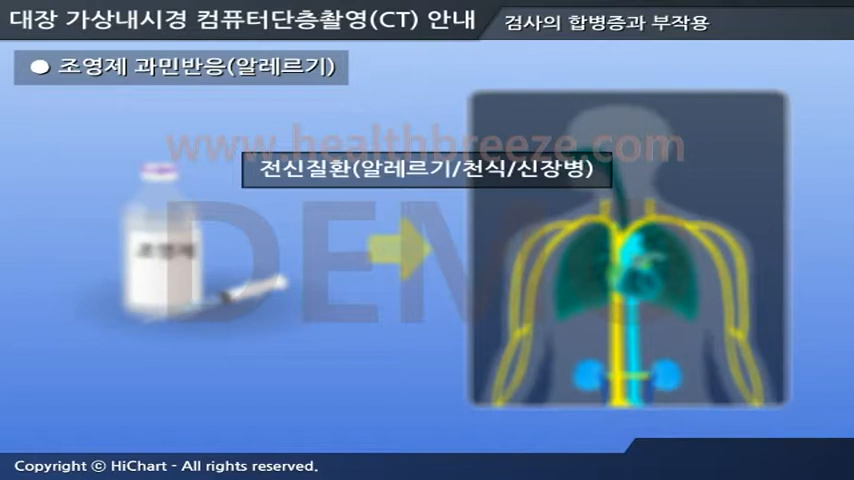 대장 가상내시경 컴퓨터단층촬영(CT) 안내
검사의 합병증과 부작용
● 조영제 과민반응(알레르기)
www.healthbreeze.com
전신질환(알레르기/천식/신장병)
조영제
DEMO
Copyright ⓒ HiChart - All rights reserved.